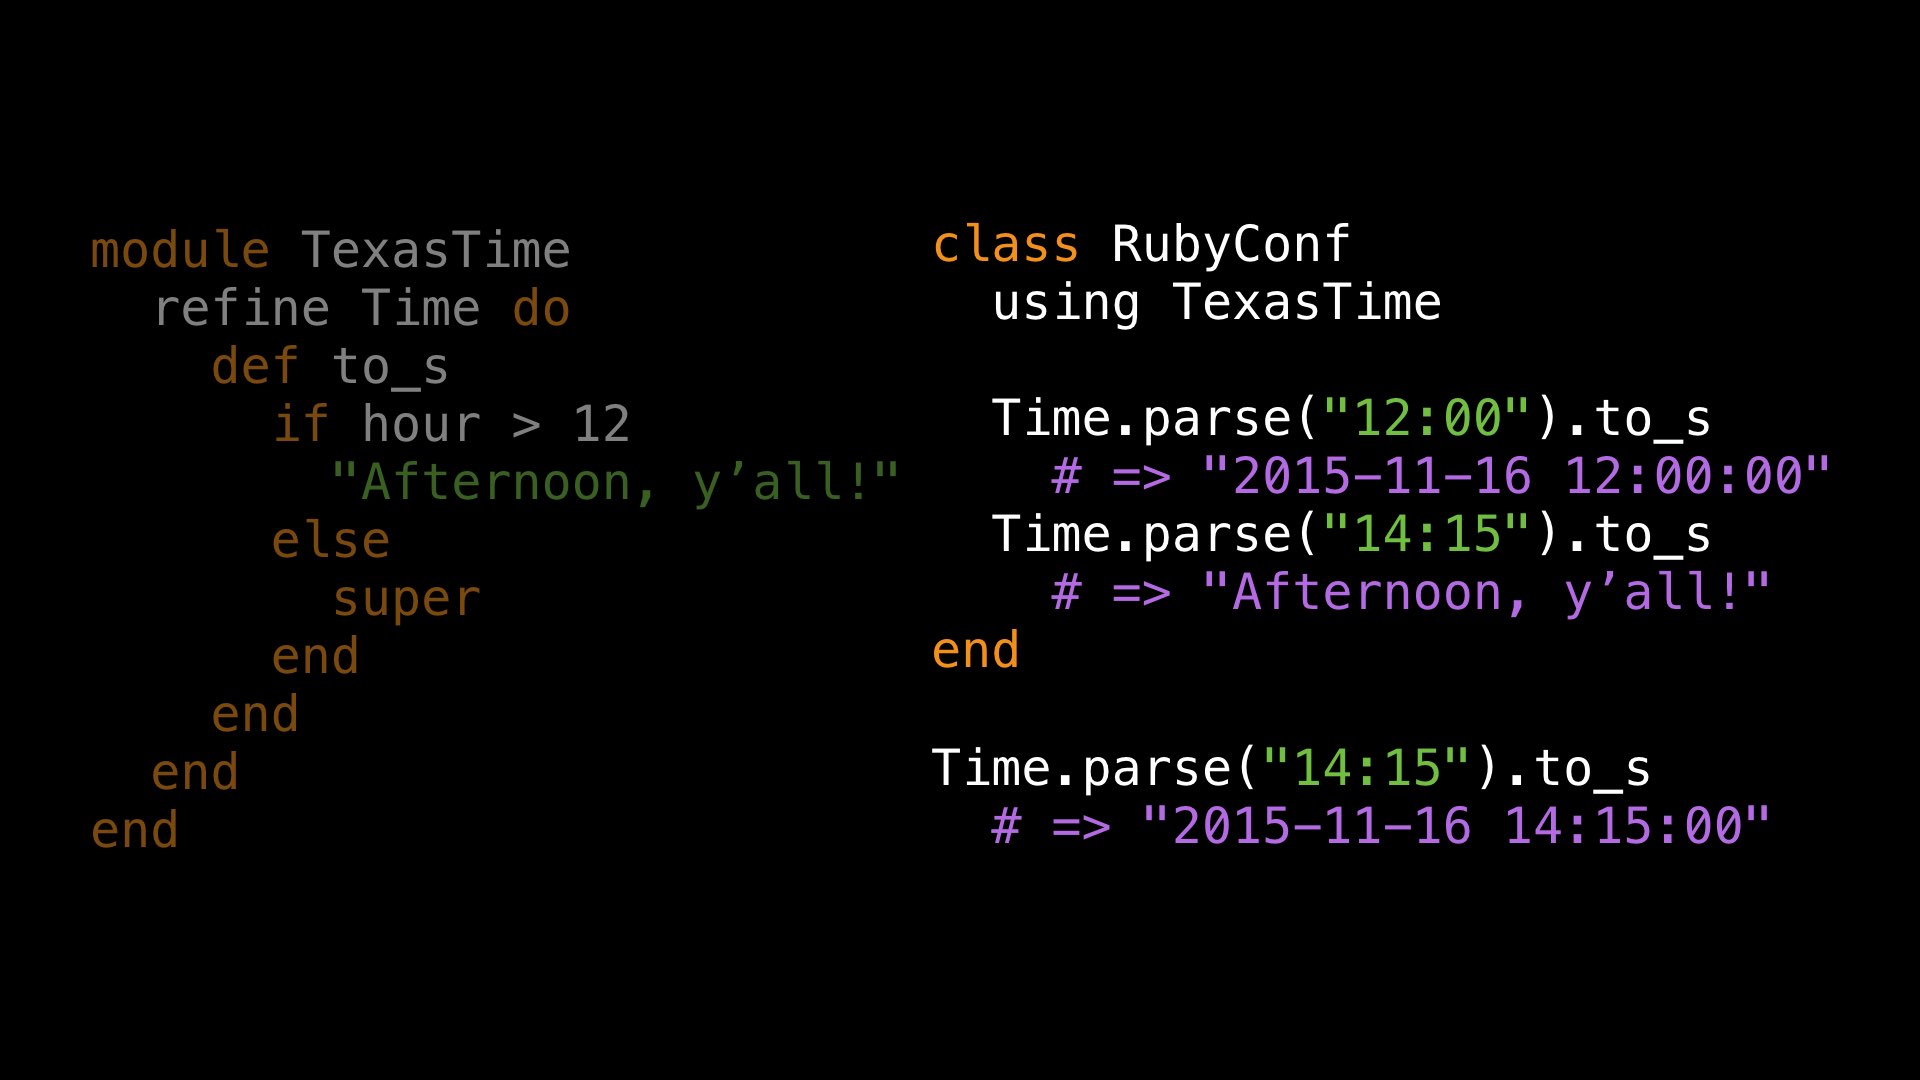 module TexasTime
  refine Time do
    def to_s
      if hour > 12
        "Afternoon, y’all!"
      else
        super
      end
    end
  end
end
class RubyConf
  using TexasTime
  Time.parse("12:00").to_s
    # => "2015−11−16 12:00:00"
  Time.parse("14:15").to_s
    # => "Afternoon, y’all!"
end
Time.parse("14:15").to_s
  # => "2015−11−16 14:15:00"